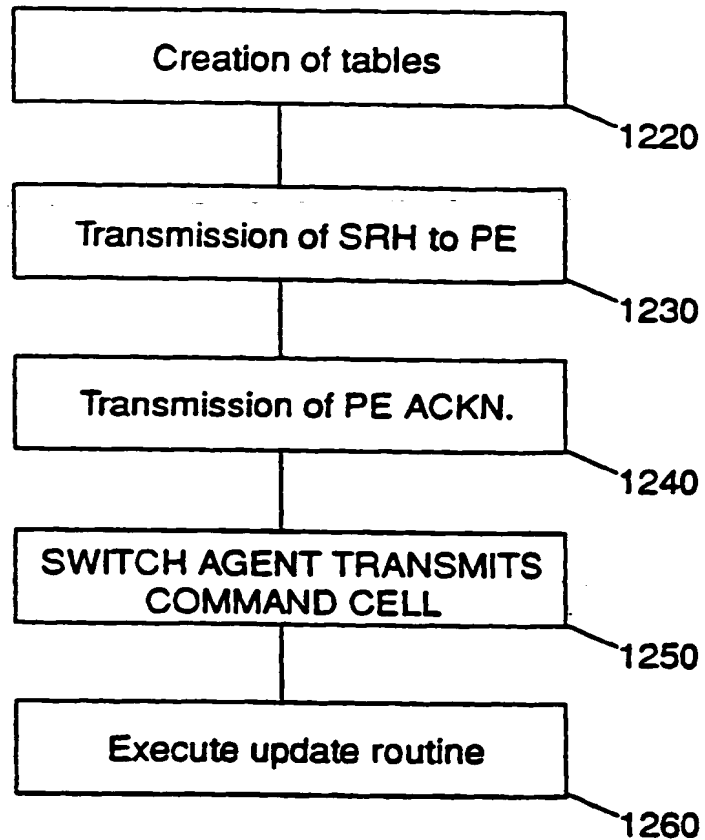 Creation of tables
1220
Transmission of SRH to PE
1230
Transmission of PE ACKN.
1240
SWITCH AGENT TRANSMITS
COMMAND CELL
1250
Execute update routine
1260